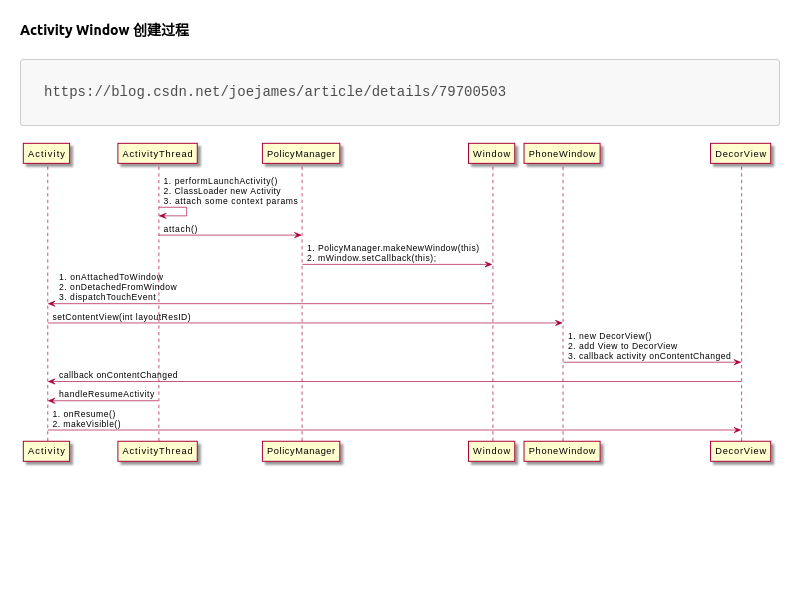 Activity Window 创建过程
https://blog.csdn.net/joejames/article/details/79700503
Activity
ActivityThread
PolicyManager
Window
PhoneWindow
DecorView
1. performLaunchActivity()
2. ClassLoader new Activity
3. attach some context params
attach()
1. PolicyManager.makeNewWindow(this)
2. mWindow.setCallback(this);
1. onAttachedToWindow
2. onDetachedFromWindow
3. dispatchTouchEvent
setContentView(int layoutResID)
1. new DecorView()
2. add View to DecorView
3. callback activity onContentChanged
callback onContentChanged
handleResumeActivity
1. onResume()
2. makeVisible()
Activity
ActivityThread
PolicyManager
Window
PhoneWindow
DecorView